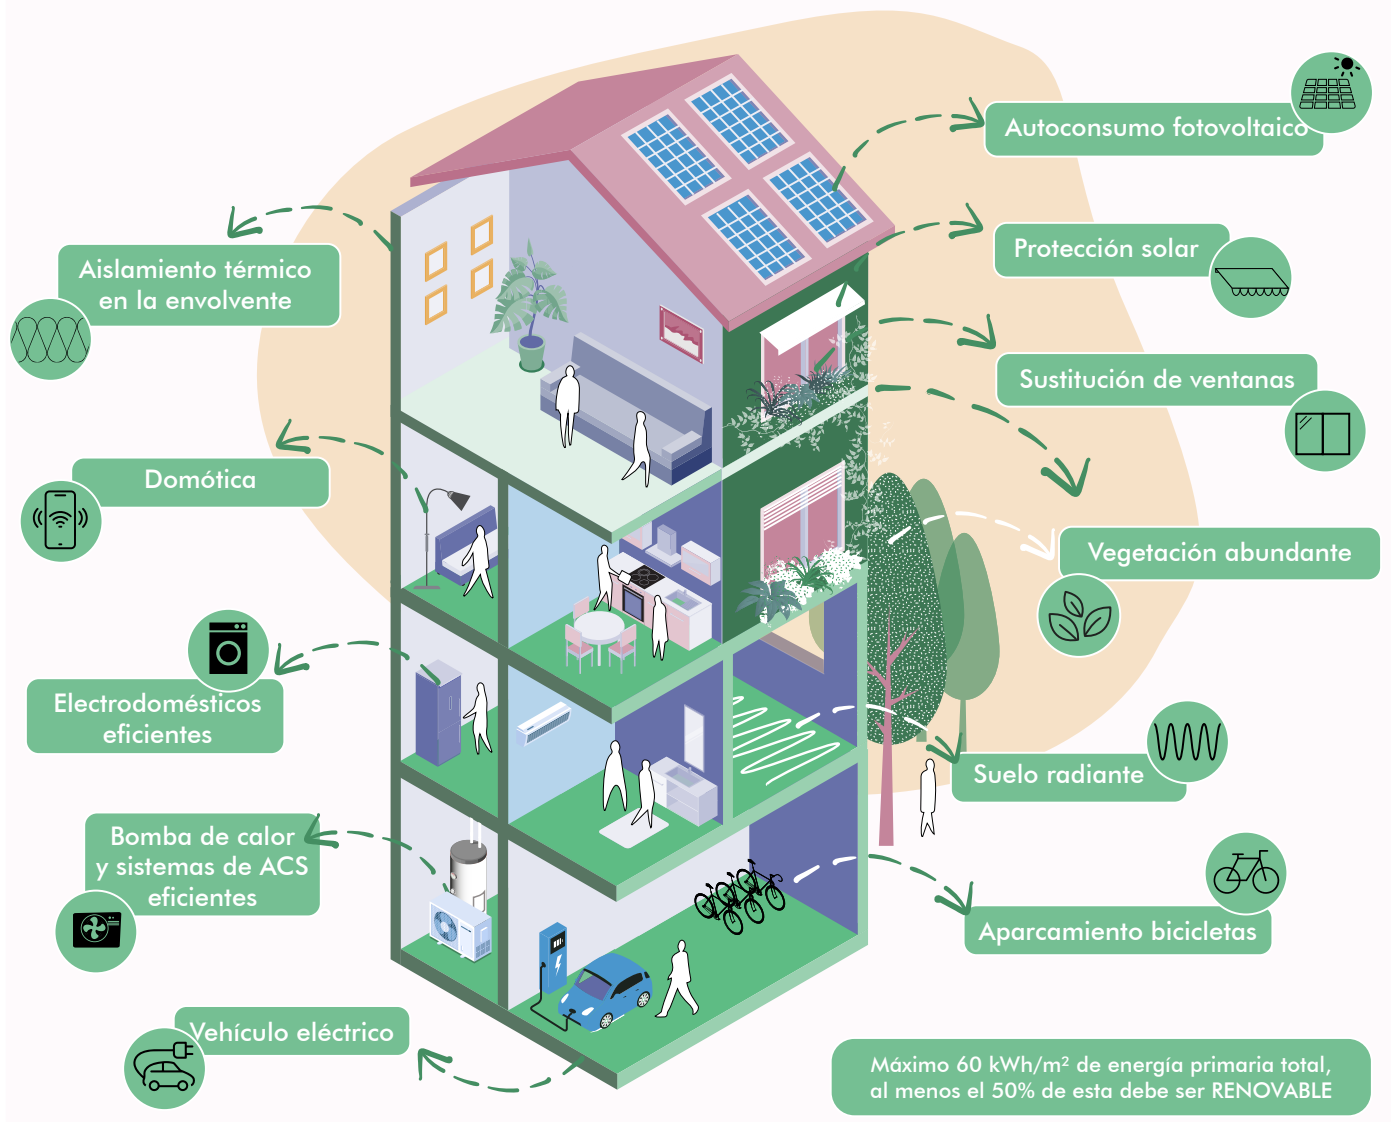 Autoconsumo fotovoltaico
Protección solar
Aislamiento térmico
en la envolvente
Sustitución de ventanas
Domótica
Vegetación abundante
Electrodomésticos
eficientes
Suelo radiante
Bomba de calor
y sistemas de ACS
eficientes
Aparcamiento bicicletas
Vehículo eléctrico
Máximo 60 kWh/m² de energía primaria total,
al menos el 50% de esta debe ser RENOVABLE